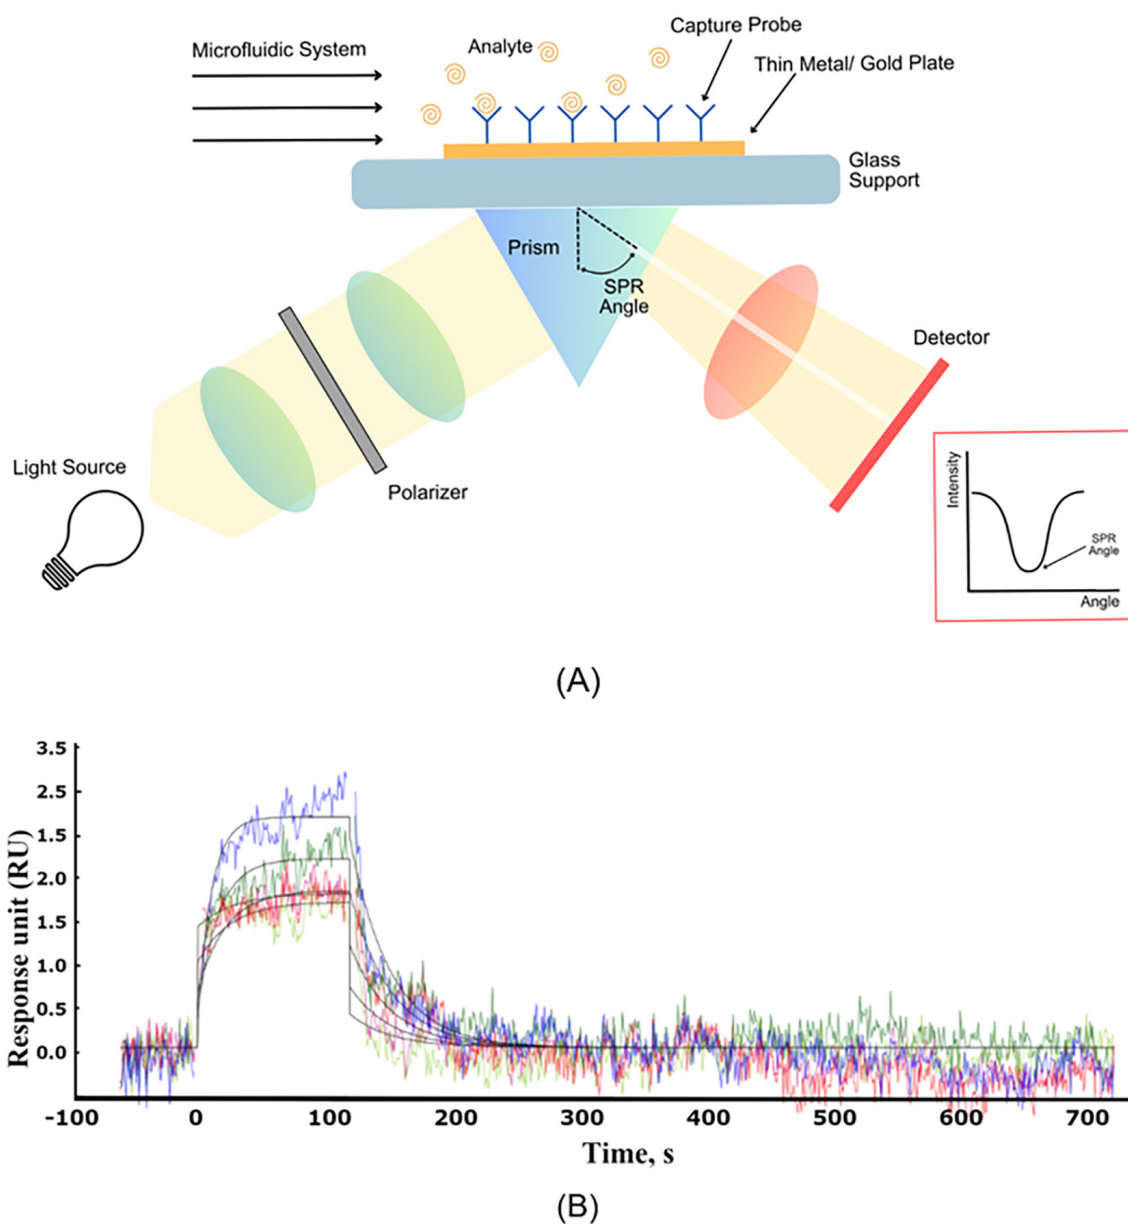 Microfluidic System
Analyte
Capture Probe
Thin Metal/ Gold Plate
Glass
Support
Prism
SPR
Angle
Detector
Light Source
Polarizer
Intensity
SPR
Angle
Angle
(A)
Response unit (RU)
3.5
2.5
1.5
2.0
1.5
1.0
0.5
0.0
-100 0 100 200 300 400 500 600 700
Time, s
(B)